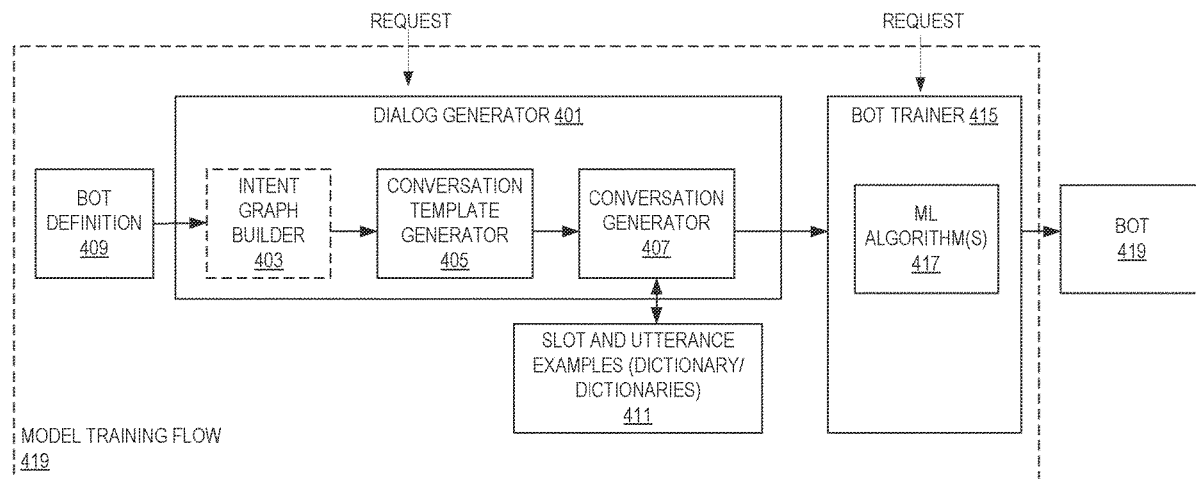 REQUEST
REQUEST
DIALOG GENERATOR 401
BOT TRAINER 415
BOT
DEFINITION
409
INTENT
GRAPH
BUILDER
403
CONVERSATION
TEMPLATE
GENERATOR
405
CONVERSATION
GENERATOR
407
ML
ALGORITHM(S)
417
BOT
419
SLOT AND UTTERANCE
EXAMPLES (DICTIONARY/
DICTIONARIES)
411
MODEL TRAINING FLOW
419